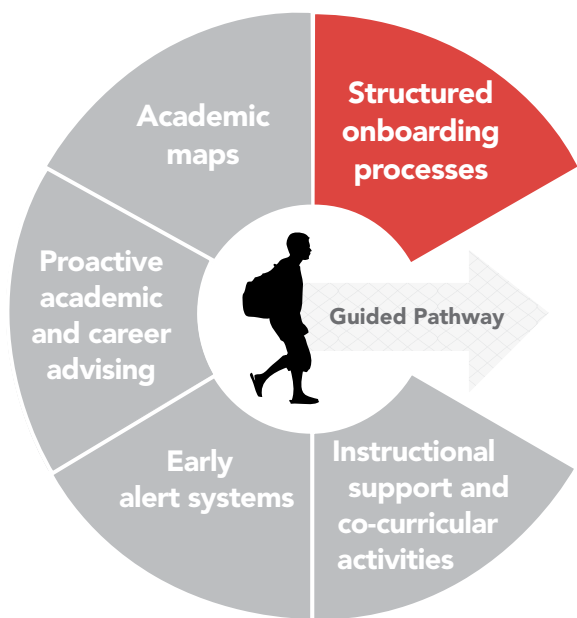 Structured
onboarding
processes
Academic
maps
Proactive
academic
and career
advising
Guided Pathway
Early
alert systems
Instructional
support and
co-curricular
activities